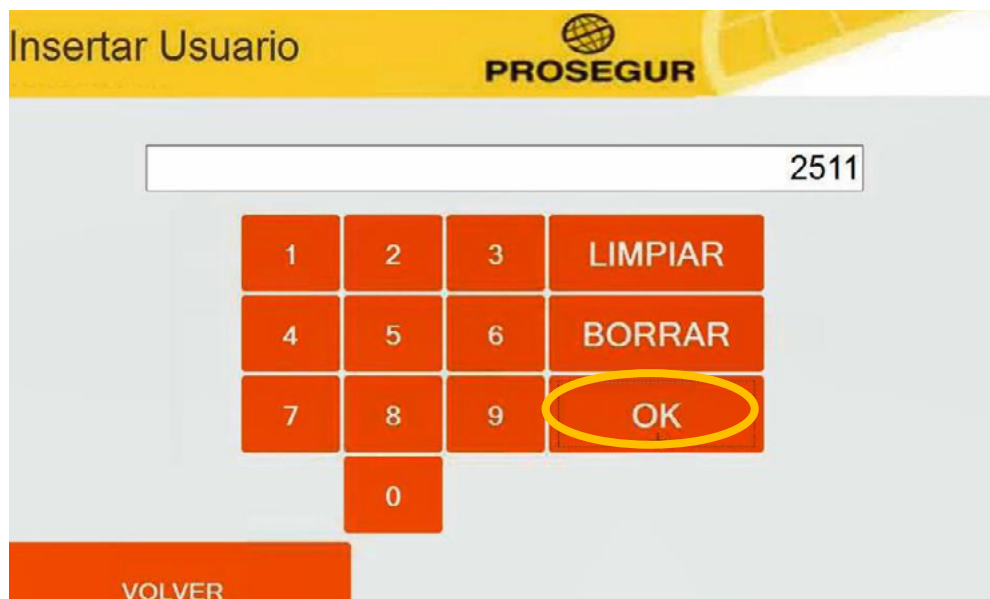 Insertar Usuario
PROSEGUR
2511
1 2 3 LIMPIAR
4 5 6 BORRAR
7 8 9 OK
0
VOLVER